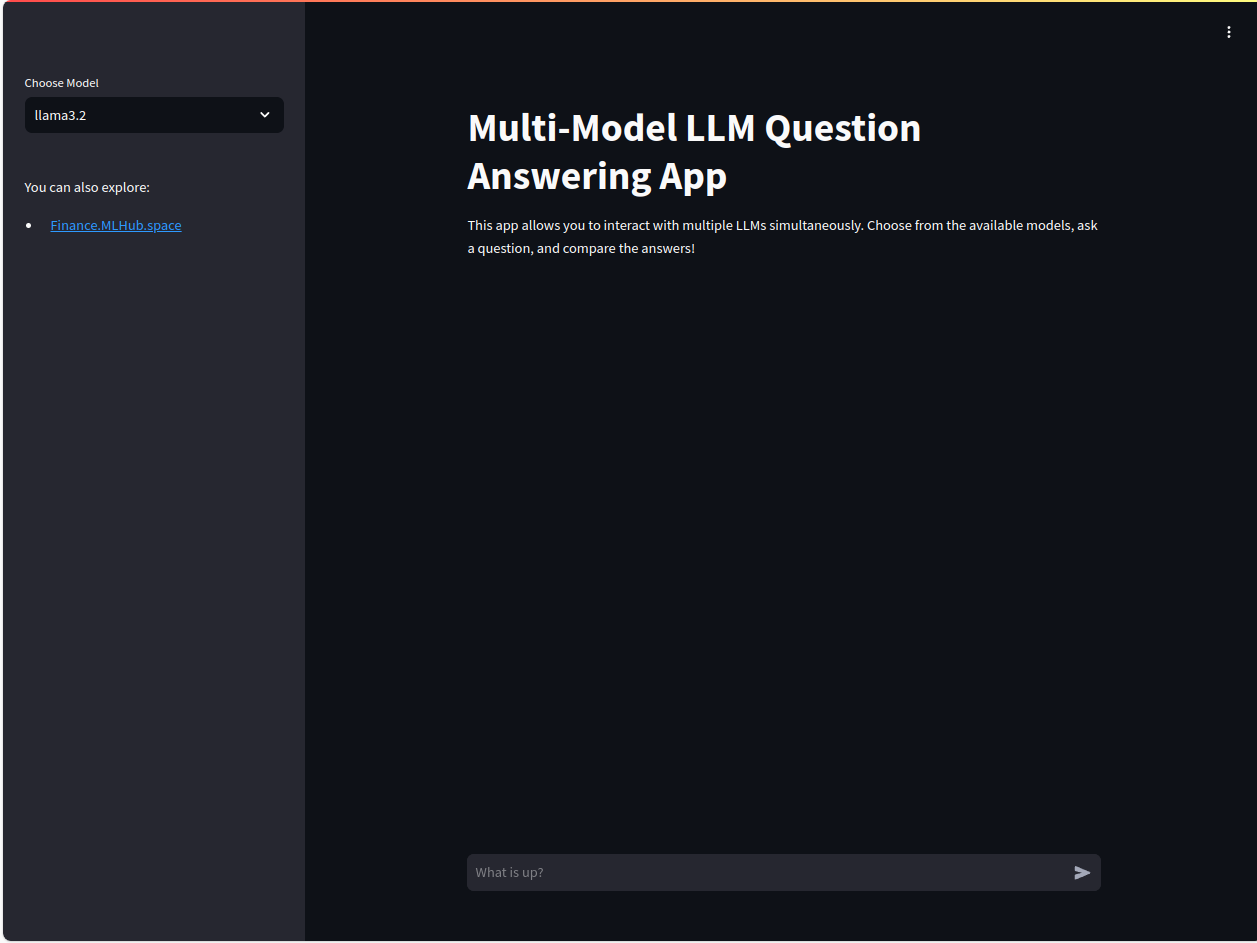 Choose Model
llama3.2
You can also explore:
Finance.MLHub.space
Multi-Model LLM Question
Answering App
This app allows you to interact with multiple LLMs simultaneously. Choose from the available models, ask
a question, and compare the answers!
What is up?